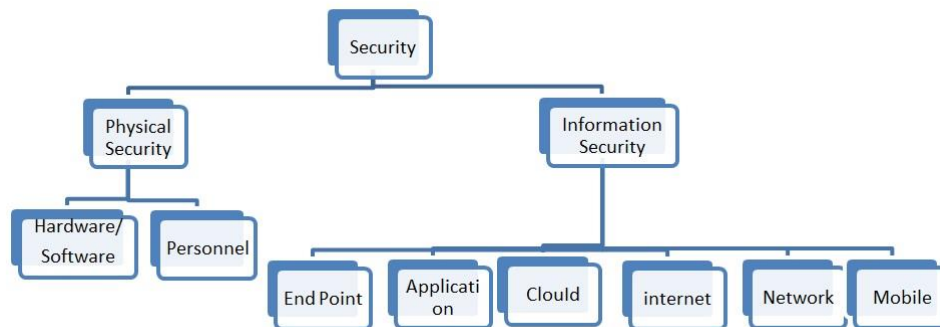 Security
Physical
Security
Information
Security
Hardware/
Software
Personnel
End Point
Applicati
on
Clould
internet
Network
Mobile